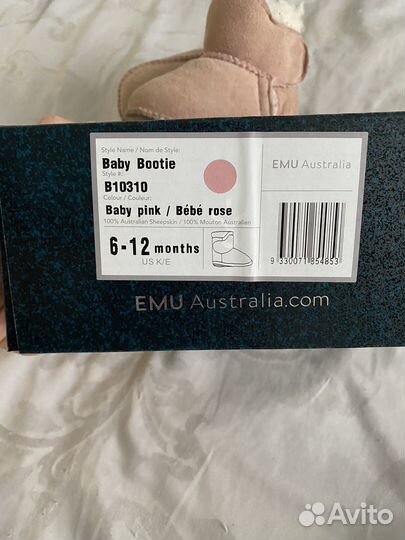 Style Name / Nom de Style:
Baby Bootie
Style #:
B10310
Colour / Couleur:
Baby pink / Bébé rose
100% Australian Sheepskin / 100% Mouton Australien
6-12 months
US K/E
EMU Australia
9 330071 854853
EMU Australia.com
Avito